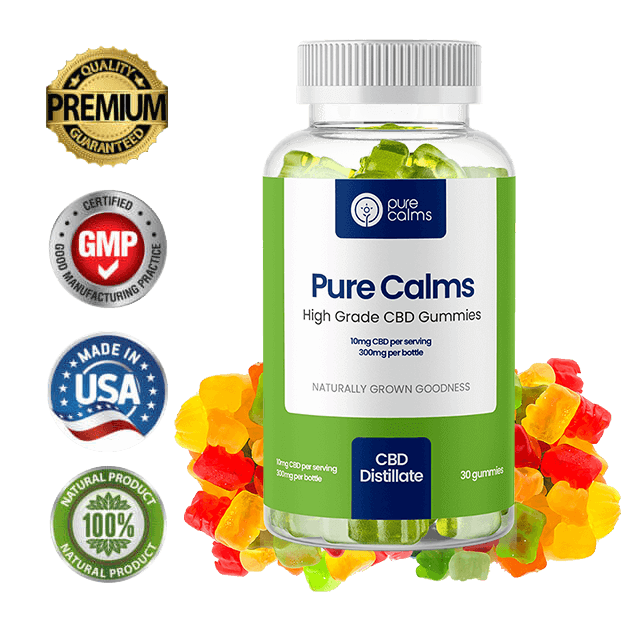 QUALITY
PREMIUM
GUARANTEED
CERTIFIED
GMP
GOOD MANUFACTURING PRACTICE
MADE IN
USA
NATURAL PRODUCT
100%
NATURAL PRODUCT
pure
calms
Pure Calms
High Grade CBD Gummies
10mg CBD per serving
300mg per bottle
NATURALLY GROWN GOODNESS
10mg CBD per serving
300mg per bottle
CBD
Distillate
30 gummies